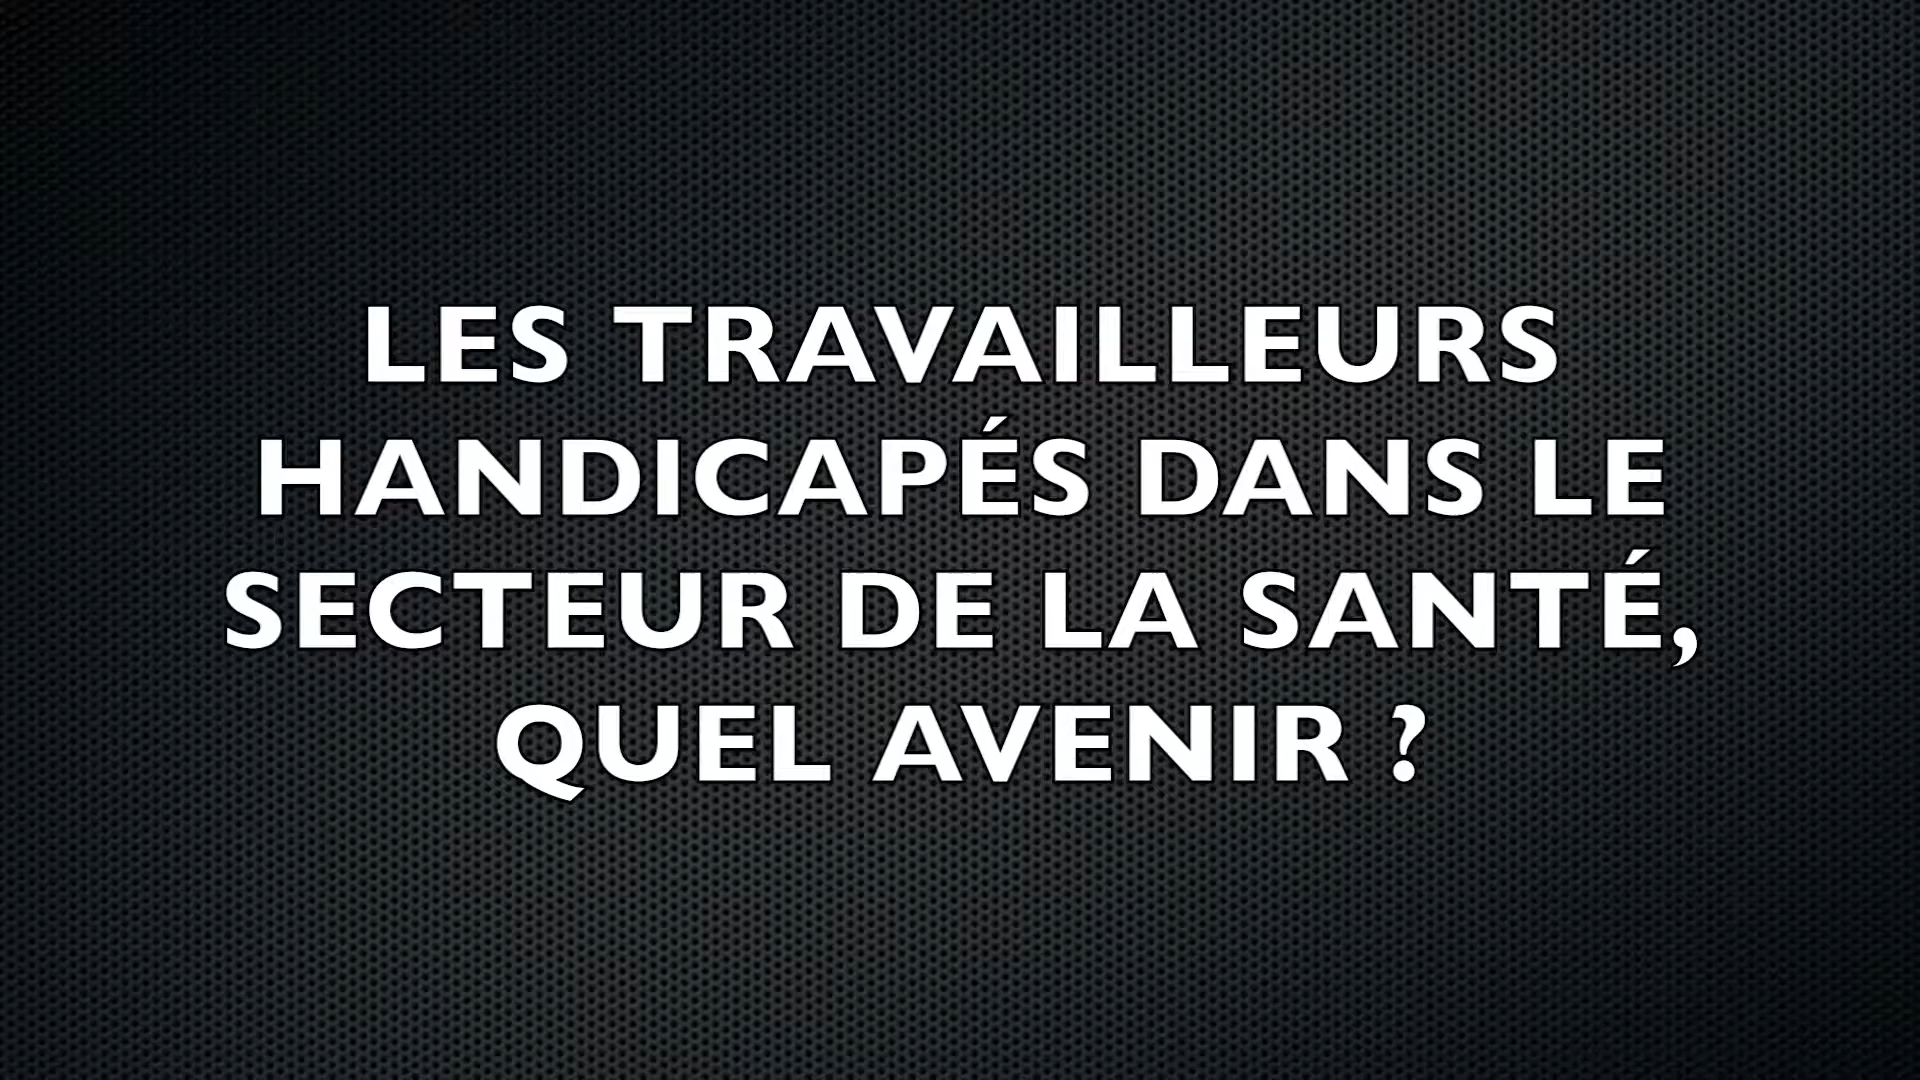 LES TRAVAILLEURS
HANDICAPÉS DANS LE
SECTEUR DE LA SANTÉ,
QUEL AVENIR ?